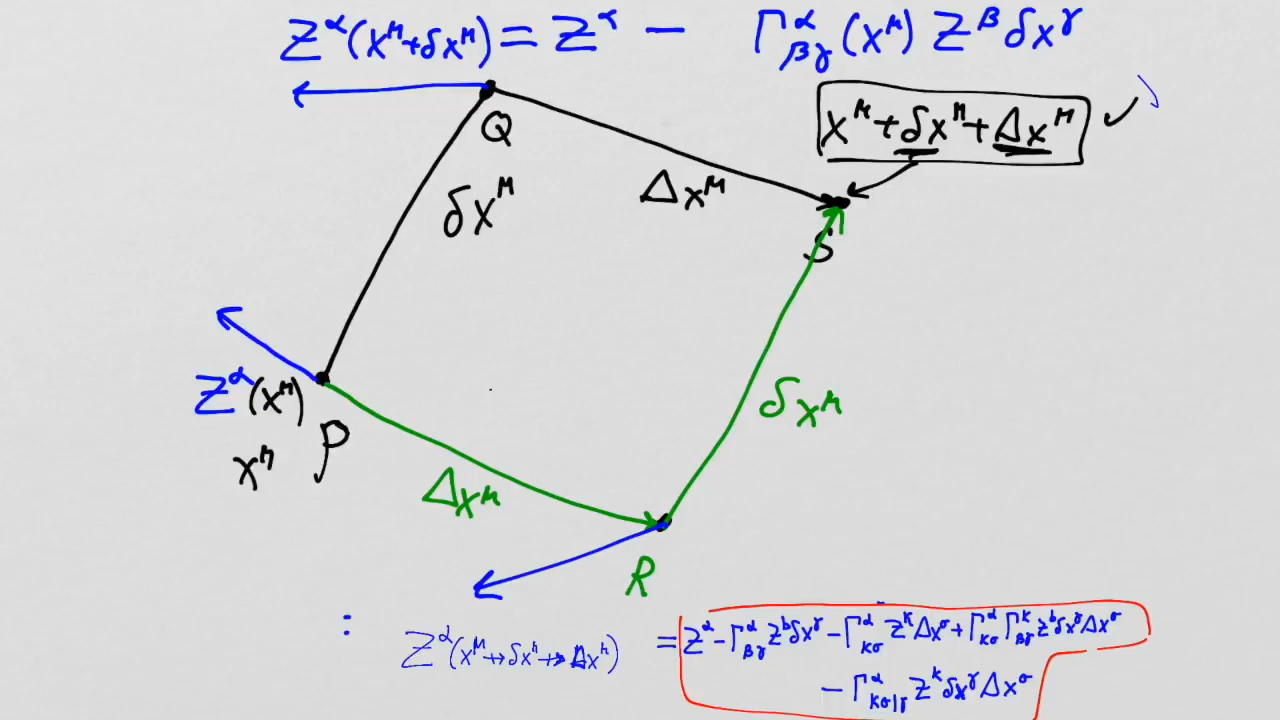 Z^α(x^μ+δx^μ) = Z^α − Γ^α_βγ(x^μ) Z^β δx^γ
x^μ+δx^μ+Δx^μ ✓
Q
δx^μ
Δx^μ
S
Z^α(x^μ)
x^μ
P
Δx^μ
δx^μ
R
: Z^α(x^μ→δx^μ→Δx^μ) = Z^α − Γ^α_βγ Z^b δx^γ − Γ^α_κσ Z^κ Δx^σ + Γ^α_κσ Γ^κ_βγ Z^b δx^γ Δx^σ
− Γ^α_κσ|γ Z^κ δx^γ Δx^σ